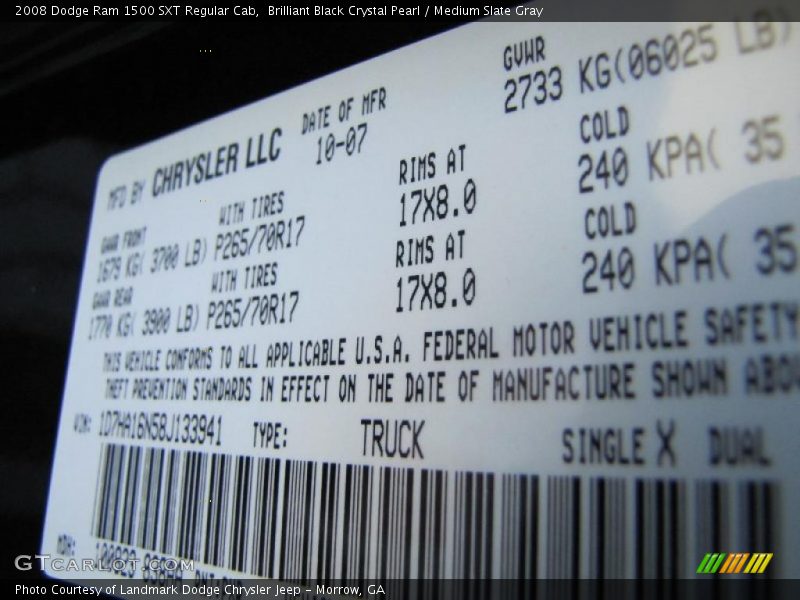 2008 Dodge Ram 1500 SXT Regular Cab,  Brilliant Black Crystal Pearl / Medium Slate Gray
MFD BY CHRYSLER LLC DATE OF MFR 10-07 GVWR 2733 KG(06025 LB)
GAWR FRONT WITH TIRES RIMS AT COLD
1679 KG( 3700 LB) P265/70R17 17X8.0 240 KPA( 35
GAWR REAR WITH TIRES RIMS AT COLD
1770 KG( 3900 LB) P265/70R17 17X8.0 240 KPA( 35
THIS VEHICLE CONFORMS TO ALL APPLICABLE U.S.A. FEDERAL MOTOR VEHICLE SAFETY
THEFT PREVENTION STANDARDS IN EFFECT ON THE DATE OF MANUFACTURE SHOWN ABOV
VIN: 1D7HA16N58J133941 TYPE: TRUCK SINGLE X DUAL
MDH:
GTCARLOT.COM
Photo Courtesy of Landmark Dodge Chrysler Jeep – Morrow, GA